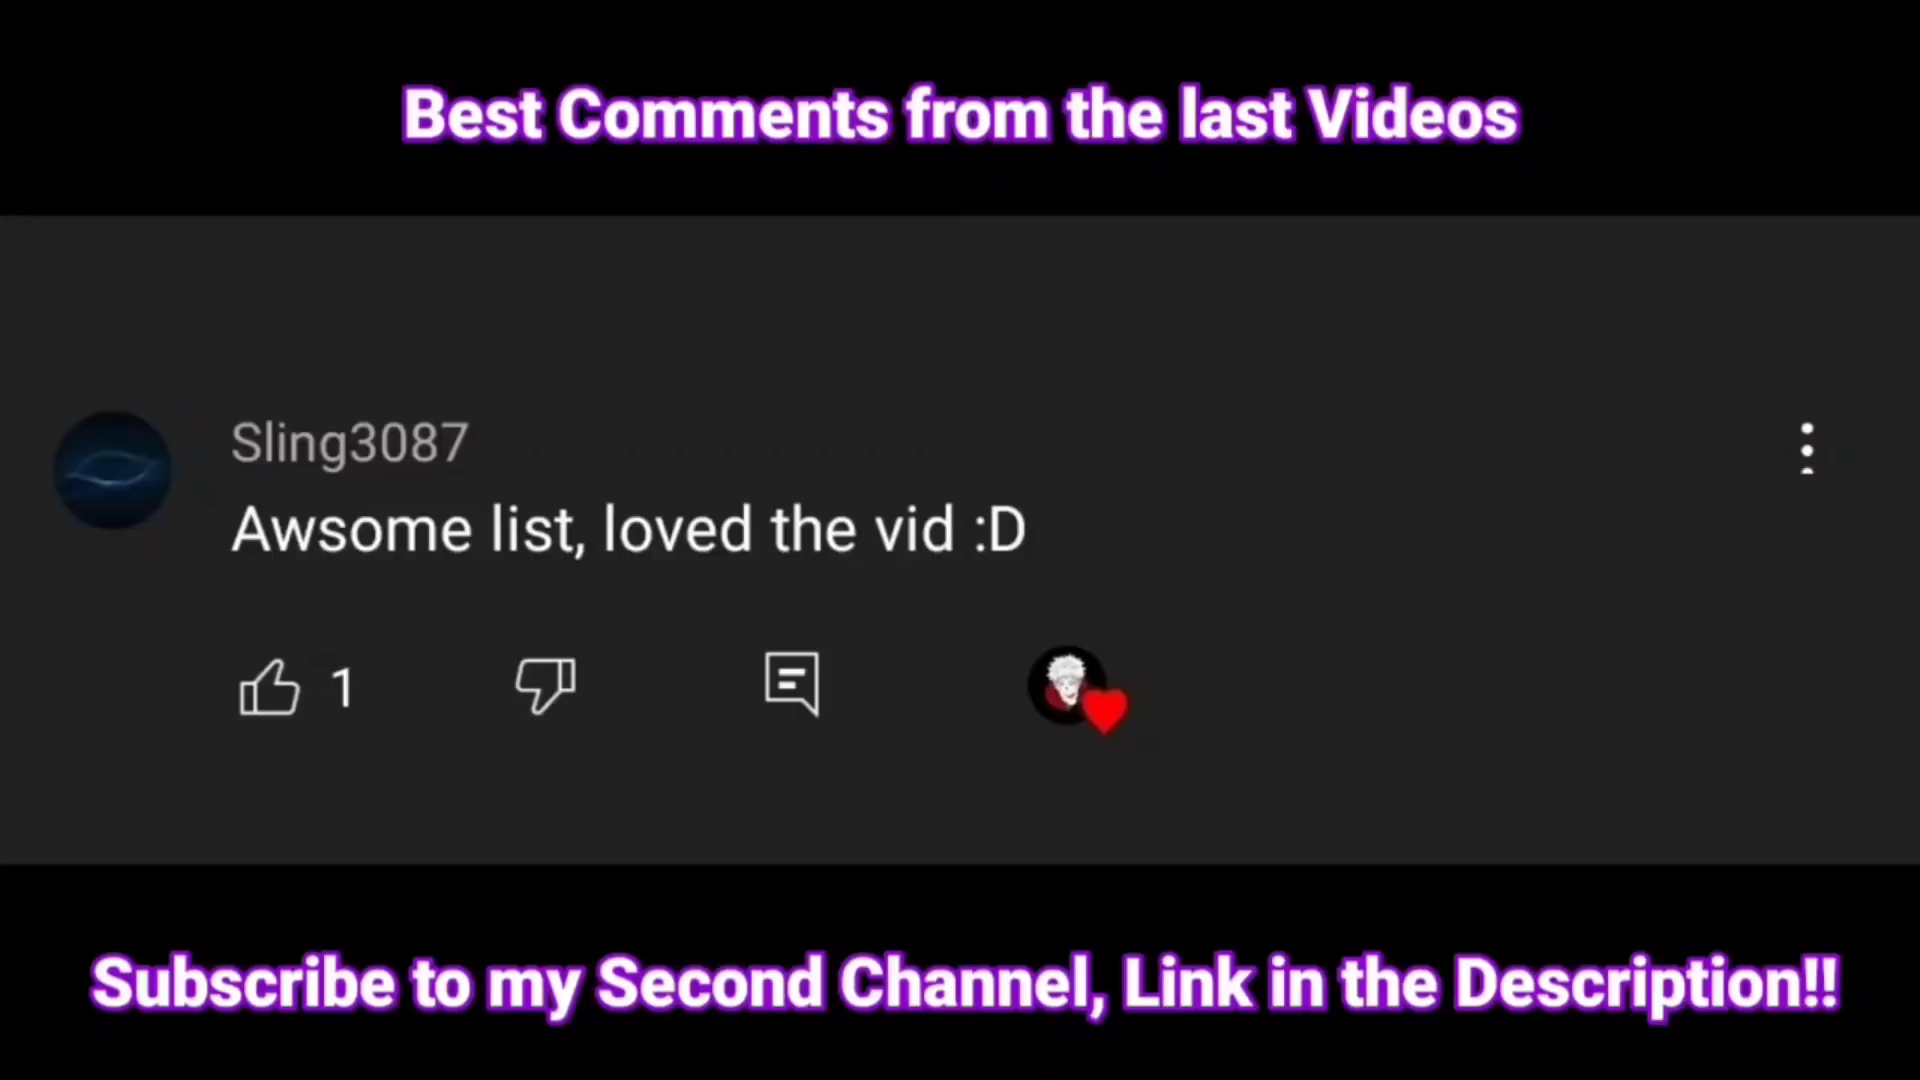 Best Comments from the last Videos
Sling3087
Awsome list, loved the vid :D
1
Subscribe to my Second Channel, Link in the Description!!